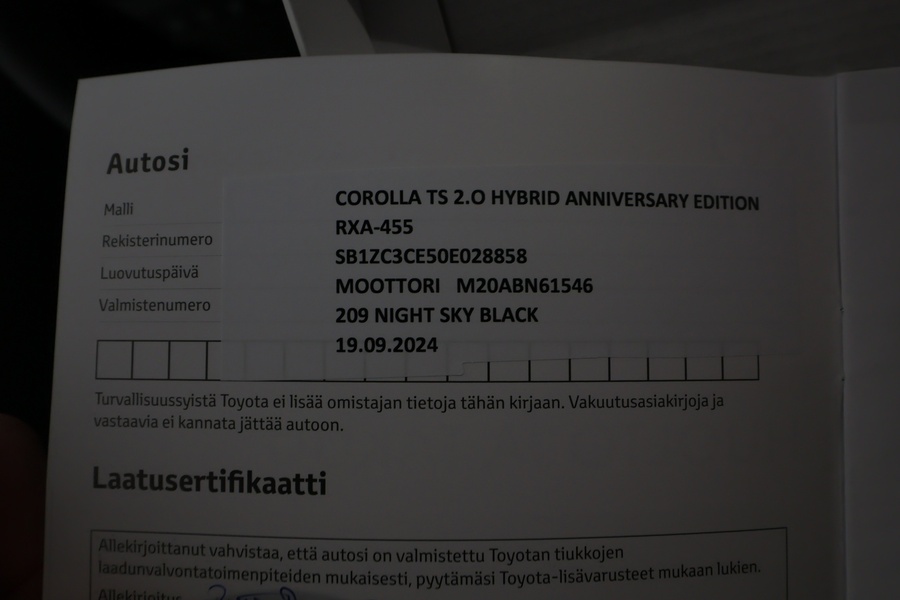 Autosi
Malli
Rekisterinumero
Luovutuspäivä
Valmistenumero
COROLLA TS 2.0 HYBRID ANNIVERSARY EDITION
RXA-455
SB1ZC3CE50E028858
MOOTTORI M20ABN61546
209 NIGHT SKY BLACK
19.09.2024
Turvallisuussyistä Toyota ei lisää omistajan tietoja tähän kirjaan. Vakuutusasiakirjoja ja
vastaavia ei kannata jättää autoon.
Laatusertifikaatti
Allekirjoittanut vahvistaa, että autosi on valmistettu Toyotan tiukkojen
laadunvalvontatoimenpiteiden mukaisesti, pyytämäsi Toyota-lisävarusteet mukaan lukien.
Allekirjoitus